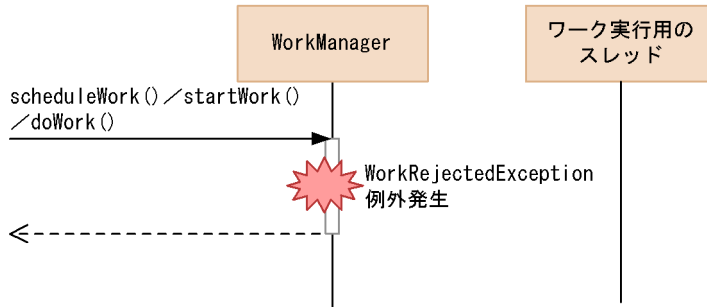 WorkManager
ワーク実行用の
スレッド
scheduleWork()／startWork()
／doWork()
WorkRejectedException
例外発生